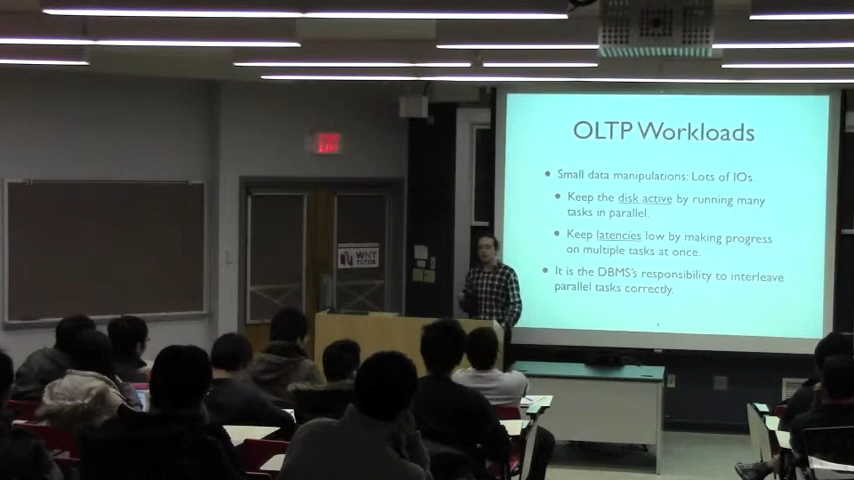 OLTP Workloads
• Small data manipulations: Lots of IOs.
• Keep the disk active by running many
tasks in parallel.
• Keep latencies low by making progress
on multiple tasks at once.
• It is the DBMS's responsibility to interleave
parallel tasks correctly.
WNY
TUTOR